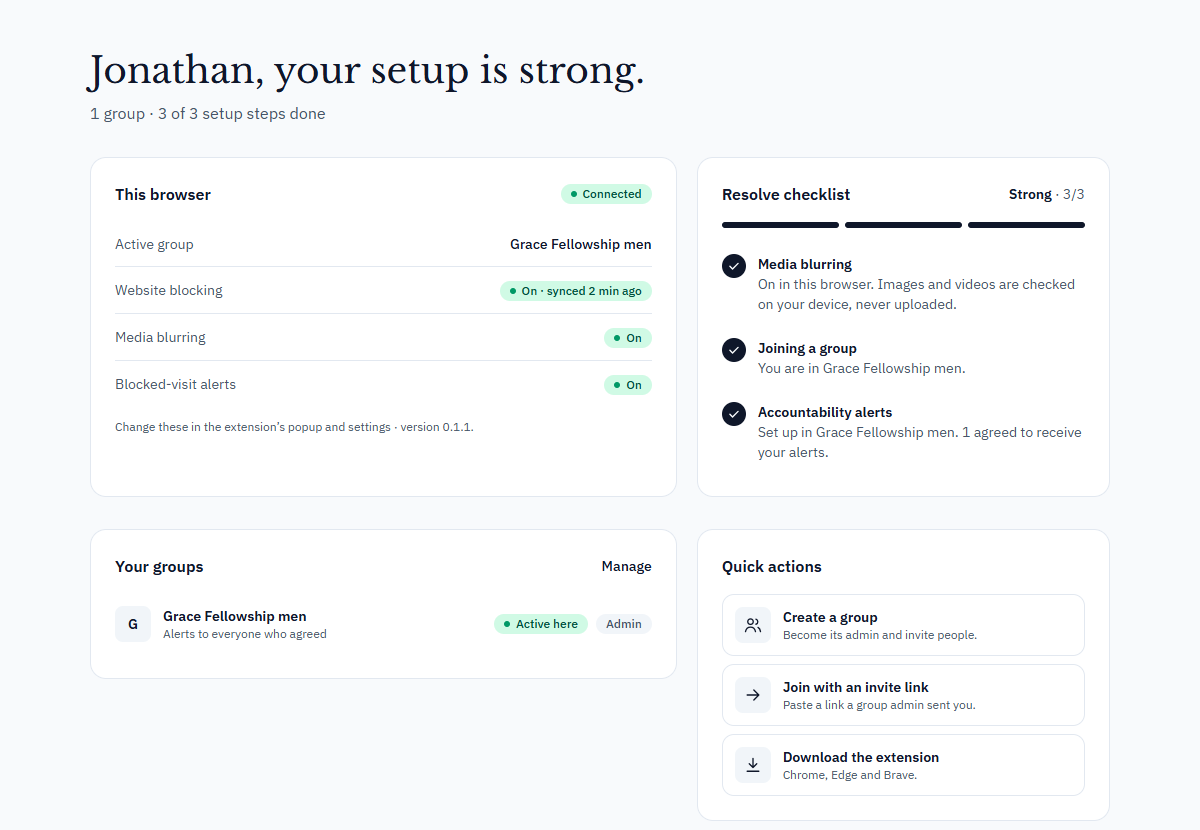 Jonathan, your setup is strong.
1 group · 3 of 3 setup steps done
This browser
Connected
Active group
Grace Fellowship men
Website blocking
On · synced 2 min ago
Media blurring
On
Blocked-visit alerts
On
Change these in the extension’s popup and settings · version 0.1.1.
Resolve checklist
Strong · 3/3
Media blurring
On in this browser. Images and videos are checked
on your device, never uploaded.
Joining a group
You are in Grace Fellowship men.
Accountability alerts
Set up in Grace Fellowship men. 1 agreed to receive
your alerts.
Your groups
Manage
G
Grace Fellowship men
Alerts to everyone who agreed
Active here
Admin
Quick actions
Create a group
Become its admin and invite people.
Join with an invite link
Paste a link a group admin sent you.
Download the extension
Chrome, Edge and Brave.